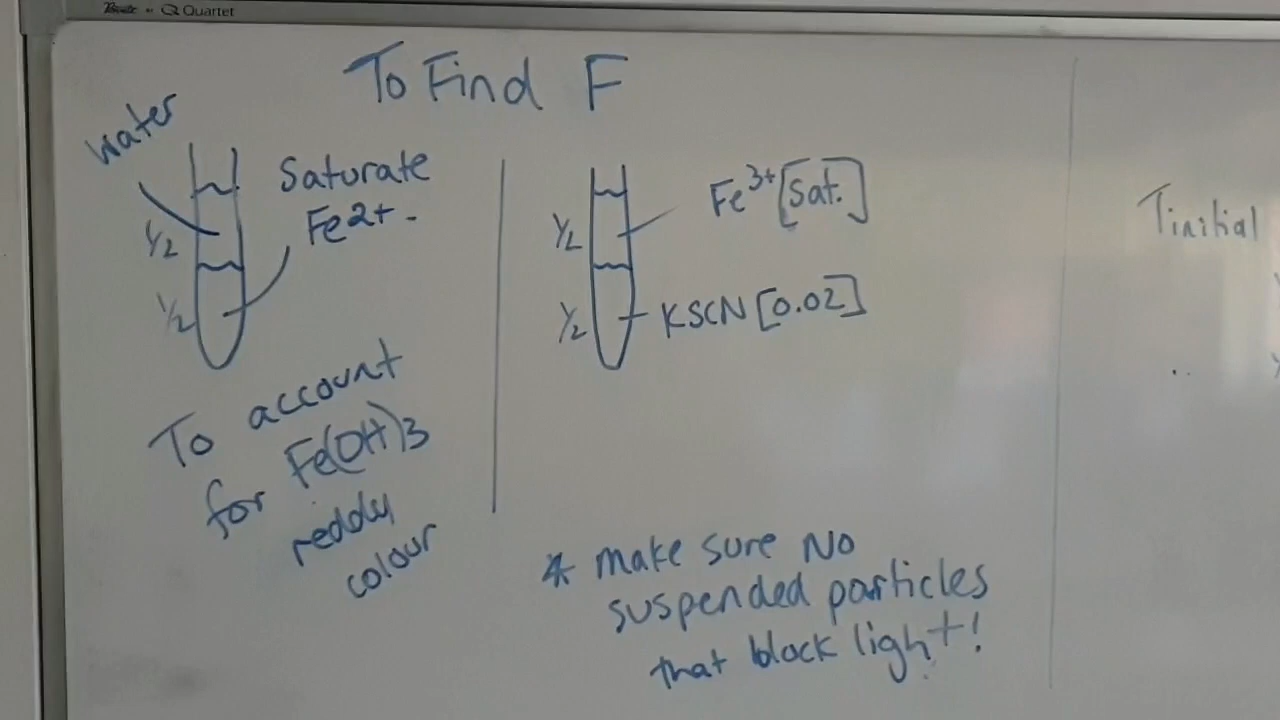 Quartet
To Find F
water
Saturate
Fe2+.
1/2
1/2
To account
for Fe(OH)3
reddy
colour
Fe3+ [Sat.]
1/2
1/2
KSCN [0.02]
* make sure No
suspended particles
that block light!
Tinitial